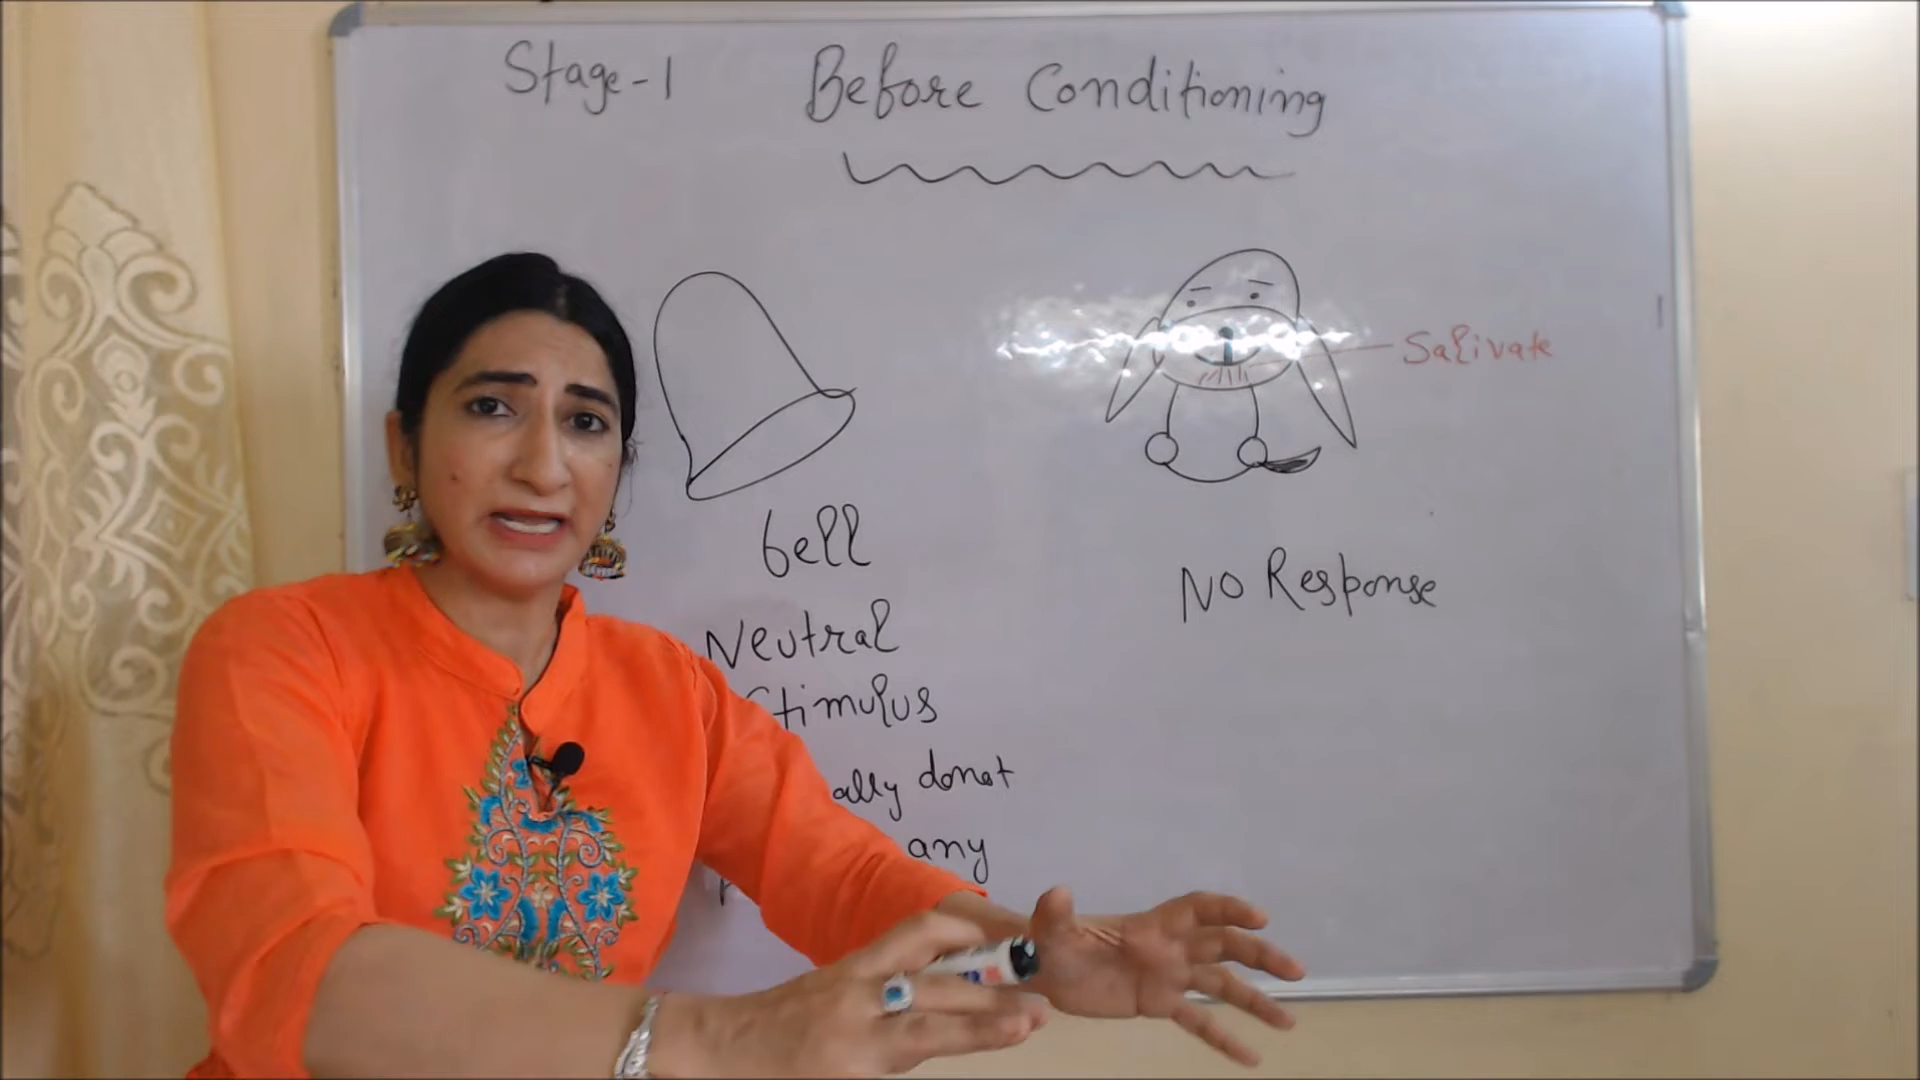 Stage-1 Before Conditioning
Salivate
bell
No Response
Neutral
Stimulus
ally donot
any